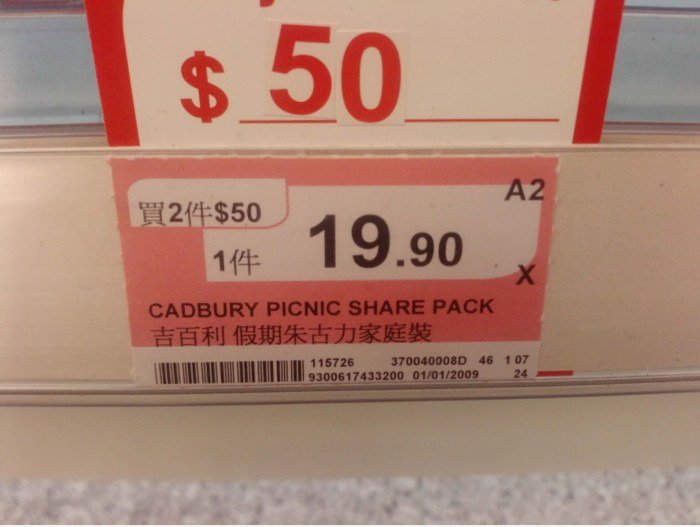 $ 50
買2件$50
A2
1件 19.90
X
CADBURY PICNIC SHARE PACK
吉百利 假期朱古力家庭裝
115726 370040008D 46 1 07
9300617433200 01/01/2009 24